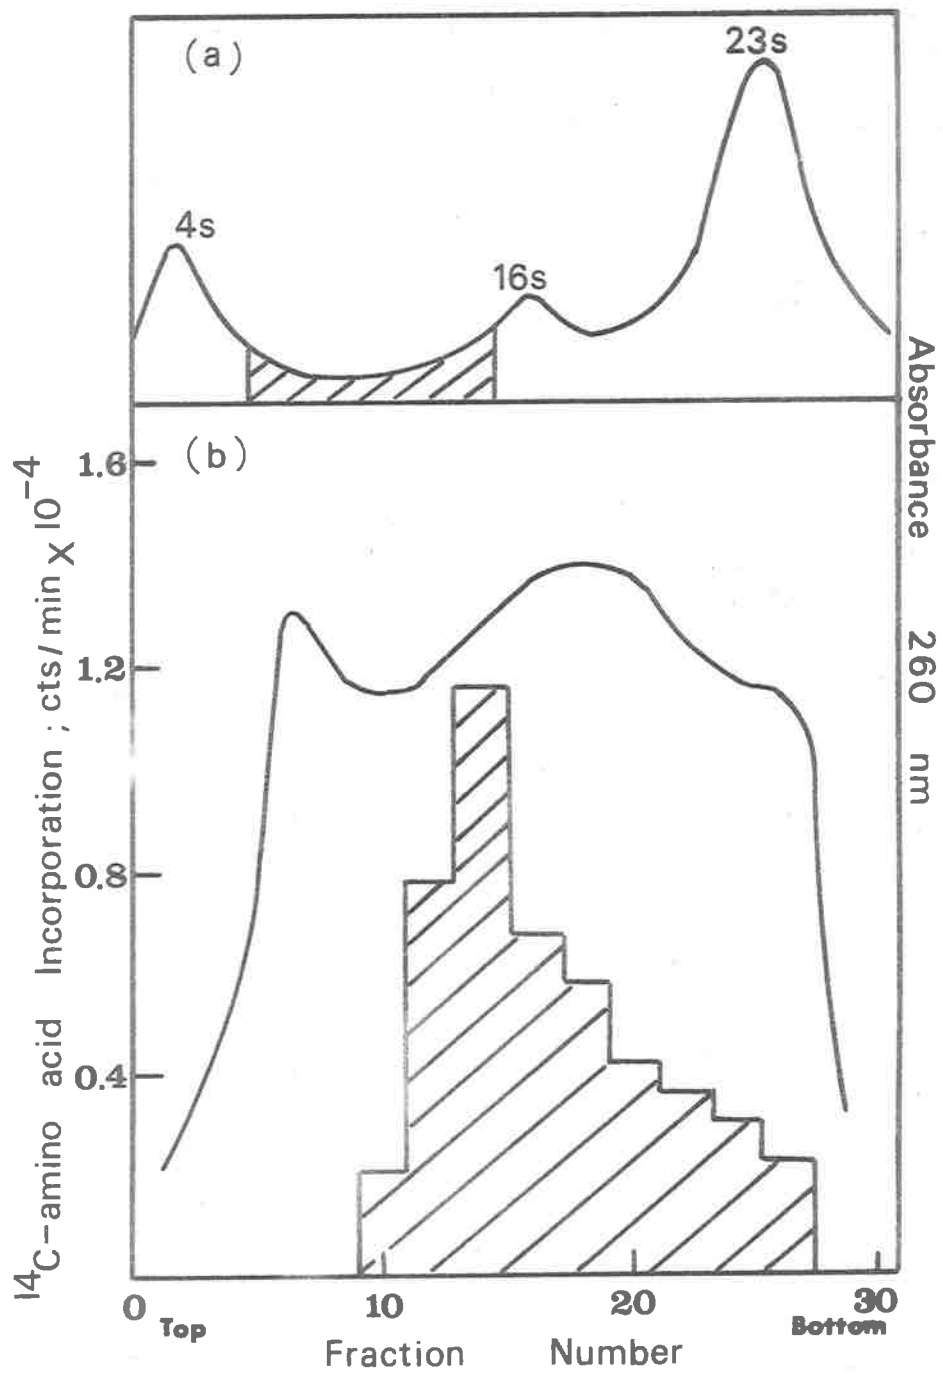 (a)
23s
4s
16s
Absorbance 260 nm
(b)
1.6
1.2
0.8
0.4
14C-amino acid Incorporation ; cts/min x 10-4
0 10 20 30
Top Bottom
Fraction Number